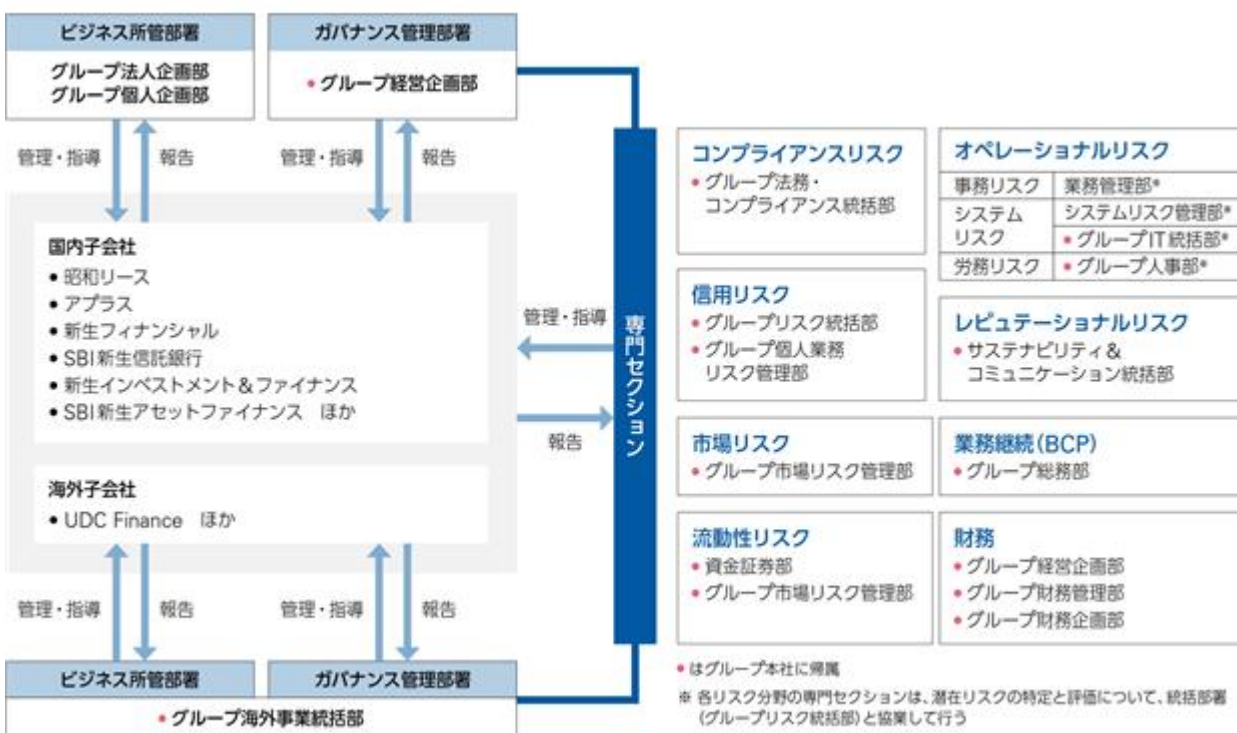 ビジネス所管部署
グループ法人企画部
グループ個人企画部
ガバナンス管理部署
• グループ経営企画部
管理・指導
報告
管理・指導
報告
国内子会社
• 昭和リース
• アプラス
• 新生フィナンシャル
• SBI新生信託銀行
• 新生インベストメント&ファイナンス
• SBI新生アセットファイナンス ほか
海外子会社
• UDC Finance ほか
管理・指導
報告
管理・指導
報告
ビジネス所管部署
ガバナンス管理部署
• グループ海外事業統括部
管理・指導
報告
専門セクション
コンプライアンスリスク
• グループ法務・
コンプライアンス統括部
信用リスク
• グループリスク統括部
• グループ個人業務
リスク管理部
市場リスク
• グループ市場リスク管理部
流動性リスク
• 資金証券部
• グループ市場リスク管理部
オペレーショナルリスク
事務リスク 業務管理部*
システム
リスク
システムリスク管理部*
• グループIT統括部*
労務リスク • グループ人事部*
レピュテーショナルリスク
• サステナビリティ&
コミュニケーション統括部
業務継続(BCP)
• グループ総務部
財務
• グループ経営企画部
• グループ財務管理部
• グループ財務企画部
• はグループ本社に帰属
※ 各リスク分野の専門セクションは、潜在リスクの特定と評価について、統括部署
(グループリスク統括部)と協業して行う